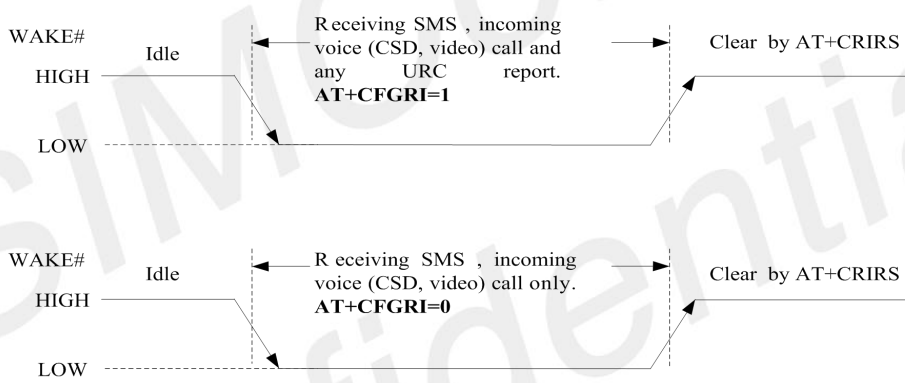 WAKE#
Idle
HIGH
LOW
Receiving SMS , incoming
voice (CSD, video) call and
any URC report.
AT+CFGRI=1
Clear by AT+CRIRS
WAKE#
Idle
HIGH
LOW
R eceiving SMS , incoming
voice (CSD, video) call only.
AT+CFGRI=0
Clear by AT+CRIRS